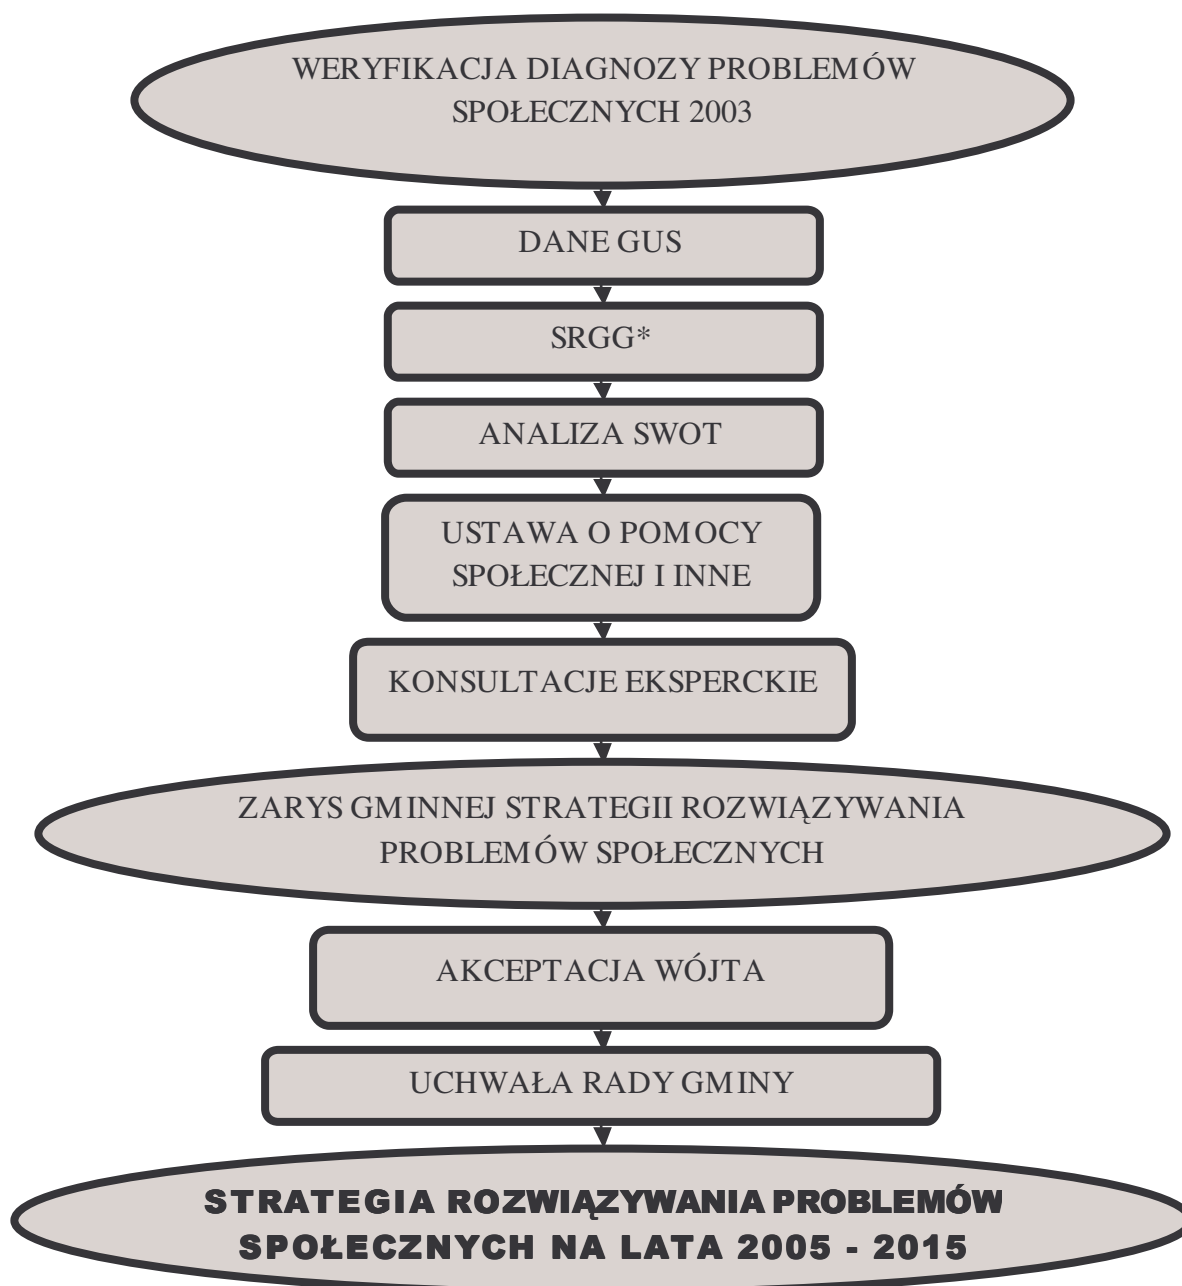 WERYFIKACJA DIAGNOZY PROBLEMÓW
SPOŁECZNYCH 2003
DANE GUS
SRGG*
ANALIZA SWOT
USTAWA O POMOCY
SPOŁECZNEJ I INNE
KONSULTACJE EKSPERCKIE
ZARYS GMINNEJ STRATEGII ROZWIĄZYWANIA
PROBLEMÓW SPOŁECZNYCH
AKCEPTACJA WÓJTA
UCHWAŁA RADY GMINY
STRATEGIA ROZWIĄZYWANIA PROBLEMÓW
SPOŁECZNYCH NA LATA 2005 - 2015